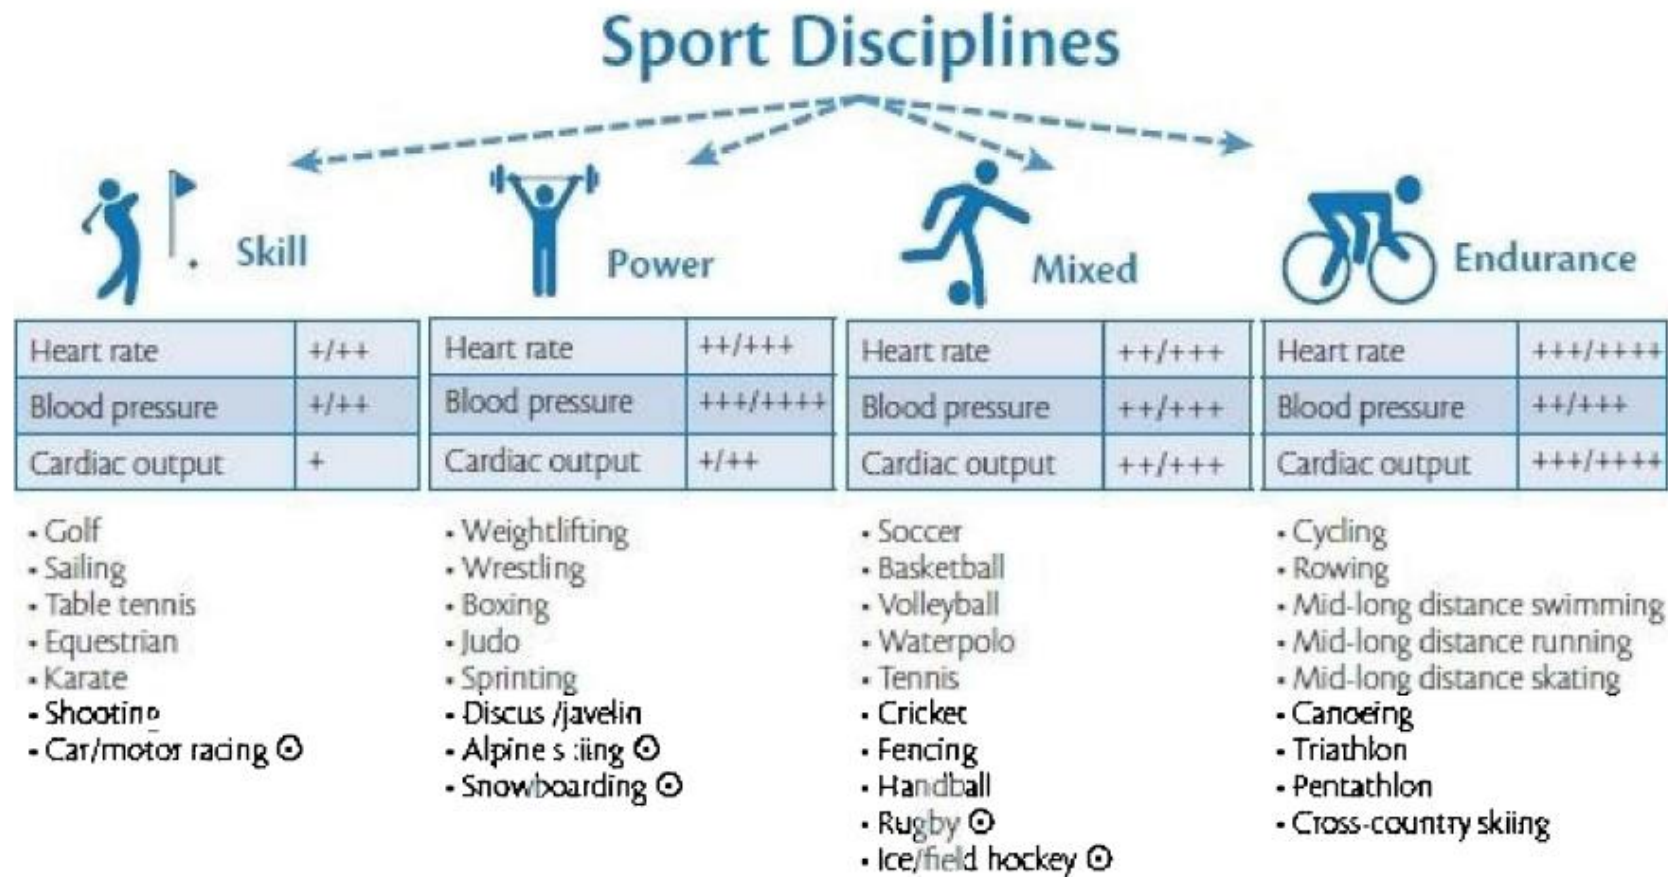 Sport Disciplines
Skill
Heart rate +/++
Blood pressure +/++
Cardiac output +
• Golf
• Sailing
• Table tennis
• Equestrian
• Karate
• Shooting
• Car/motor racing ⊙
Power
Heart rate ++/+++
Blood pressure +++/++++
Cardiac output +/++
• Weightlifting
• Wrestling
• Boxing
• Judo
• Sprinting
• Discus /javelin
• Alpine skiing ⊙
• Snowboarding ⊙
Mixed
Heart rate ++/+++
Blood pressure ++/+++
Cardiac output ++/+++
• Soccer
• Basketball
• Volleyball
• Waterpolo
• Tennis
• Cricket
• Fencing
• Handball
• Rugby ⊙
• Ice/field hockey ⊙
Endurance
Heart rate +++/++++
Blood pressure ++/+++
Cardiac output +++/++++
• Cycling
• Rowing
• Mid-long distance swimming
• Mid-long distance running
• Mid-long distance skating
• Canoeing
• Triathlon
• Pentathlon
• Cross-country skiing